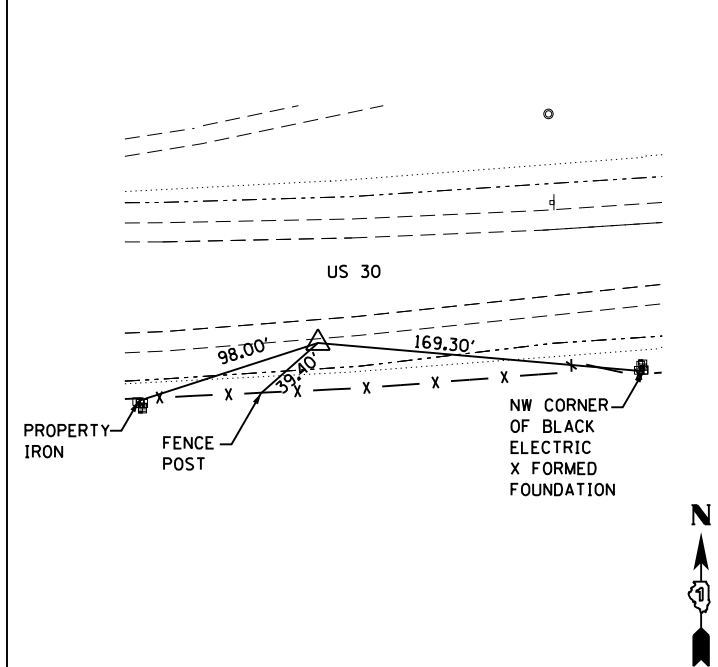 US 30
98.00'
39.40'
169.30'
PROPERTY
IRON
FENCE
POST
NW CORNER
OF BLACK
ELECTRIC
X FORMED
FOUNDATION
N
1